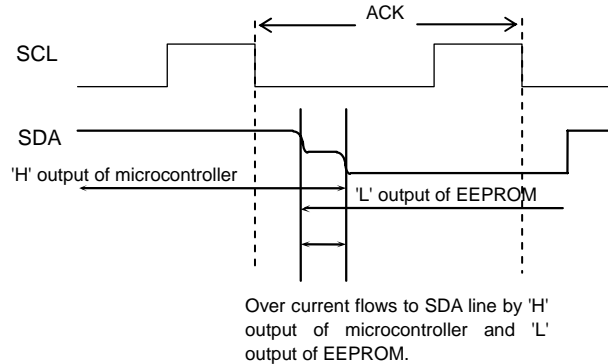 ACK
SCL
SDA
'H' output of microcontroller
'L' output of EEPROM
Over current flows to SDA line by 'H'
output of microcontroller and 'L'
output of EEPROM.